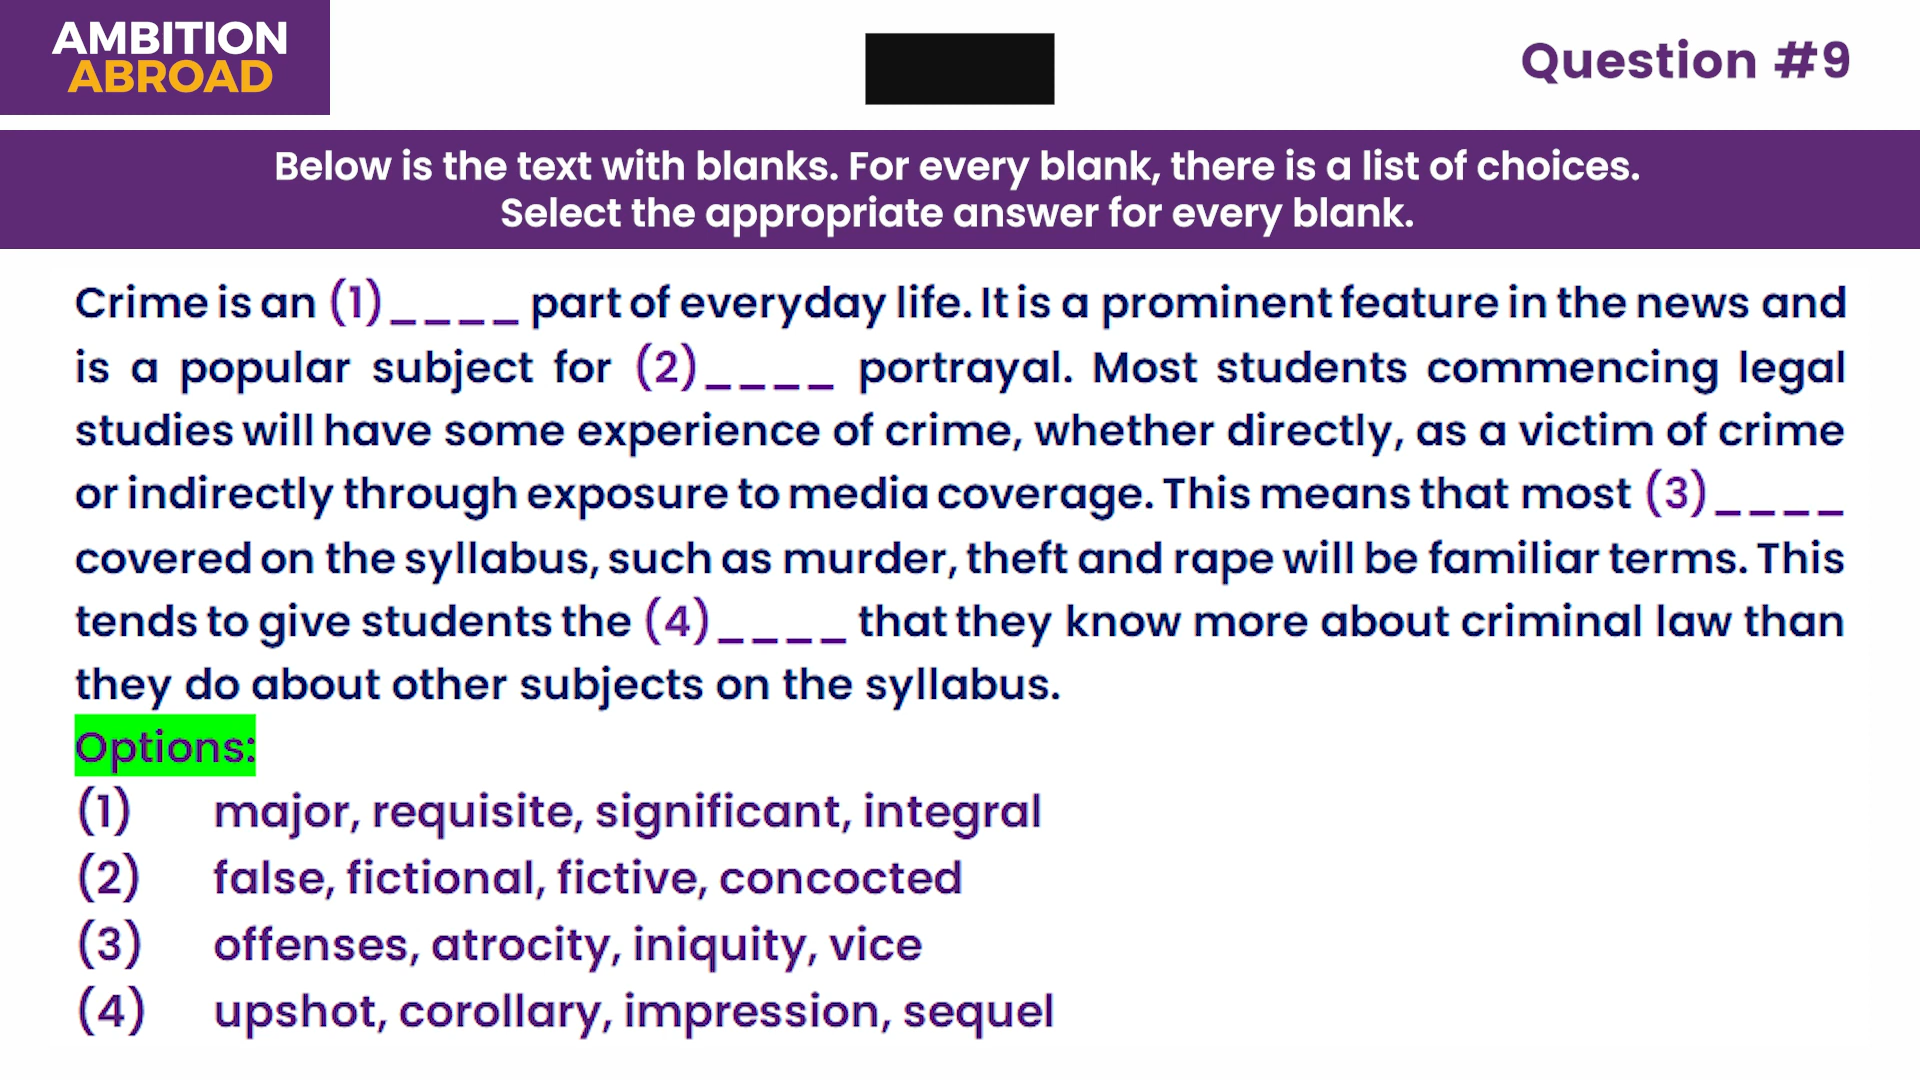 AMBITION
ABROAD
Question #9
Below is the text with blanks. For every blank, there is a list of choices.
Select the appropriate answer for every blank.
Crime is an (1)____ part of everyday life. It is a prominent feature in the news and
is a popular subject for (2)____ portrayal. Most students commencing legal
studies will have some experience of crime, whether directly, as a victim of crime
or indirectly through exposure to media coverage. This means that most (3)____
covered on the syllabus, such as murder, theft and rape will be familiar terms. This
tends to give students the (4)____ that they know more about criminal law than
they do about other subjects on the syllabus.
Options:
(1) major, requisite, significant, integral
(2) false, fictional, fictive, concocted
(3) offenses, atrocity, iniquity, vice
(4) upshot, corollary, impression, sequel